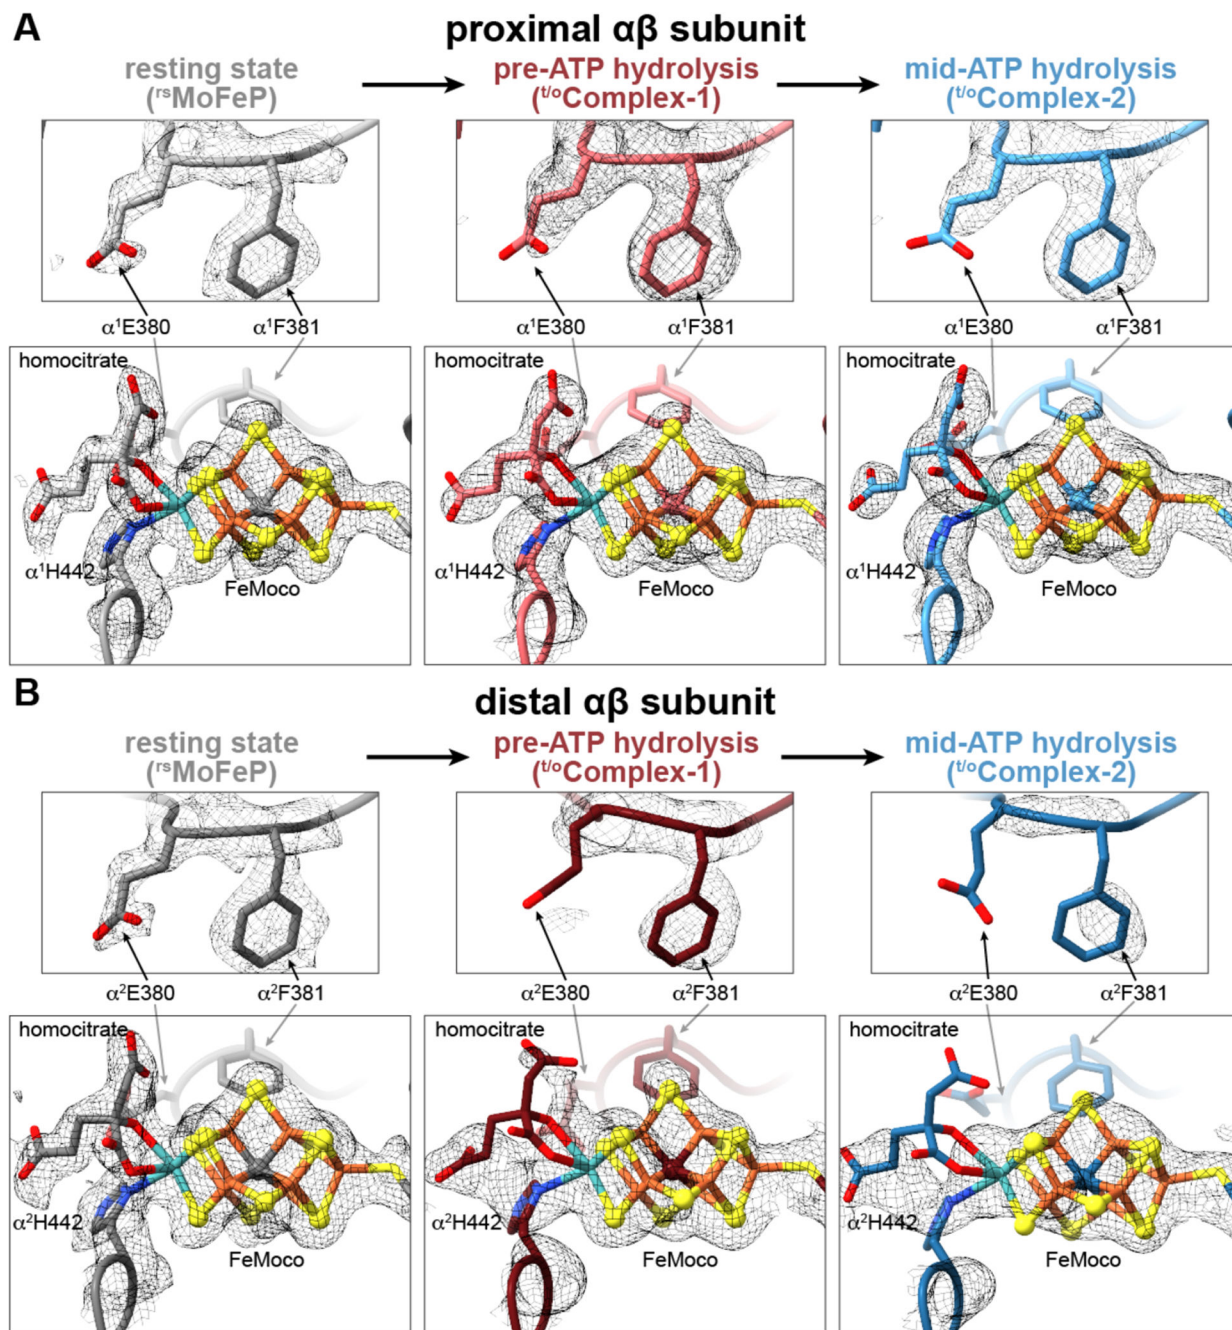 A
proximal αβ subunit
resting state
(ʳˢMoFeP)
pre-ATP hydrolysis
(ᵗ/ᵒComplex-1)
mid-ATP hydrolysis
(ᵗ/ᵒComplex-2)
α¹E380
α¹F381
α¹E380
α¹F381
α¹E380
α¹F381
homocitrate
α¹H442
FeMoco
homocitrate
α¹H442
FeMoco
homocitrate
α¹H442
FeMoco
B
distal αβ subunit
resting state
(ʳˢMoFeP)
pre-ATP hydrolysis
(ᵗ/ᵒComplex-1)
mid-ATP hydrolysis
(ᵗ/ᵒComplex-2)
α²E380
α²F381
α²E380
α²F381
α²E380
α²F381
homocitrate
α²H442
FeMoco
homocitrate
α²H442
FeMoco
homocitrate
α²H442
FeMoco